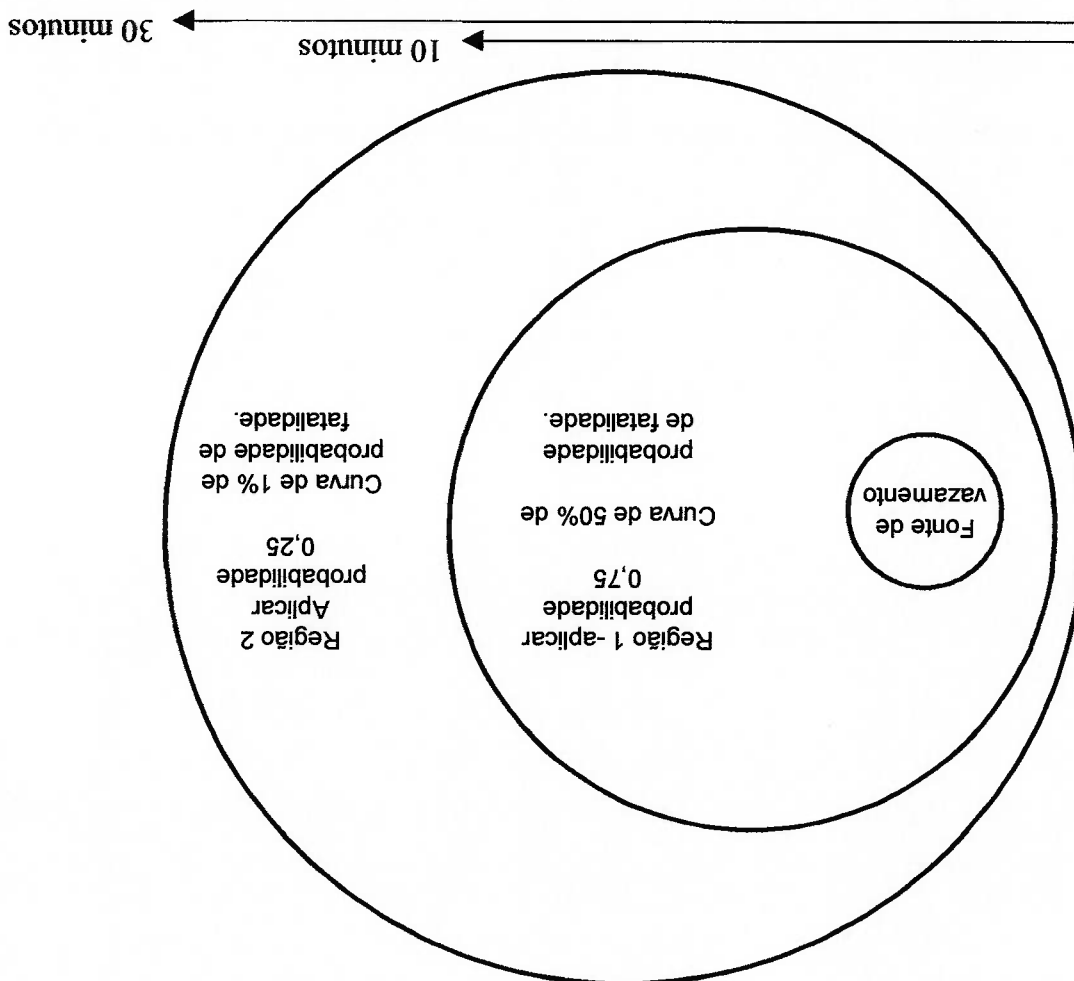 Fonte de
vazamento
Região 1 -aplicar
probabilidade
0,75
Curva de 50% de
probabilidade
de fatalidade.
Região 2
Aplicar
probabilidade
0,25
Curva de 1% de
probabilidade de
fatalidade.
10 minutos
30 minutos